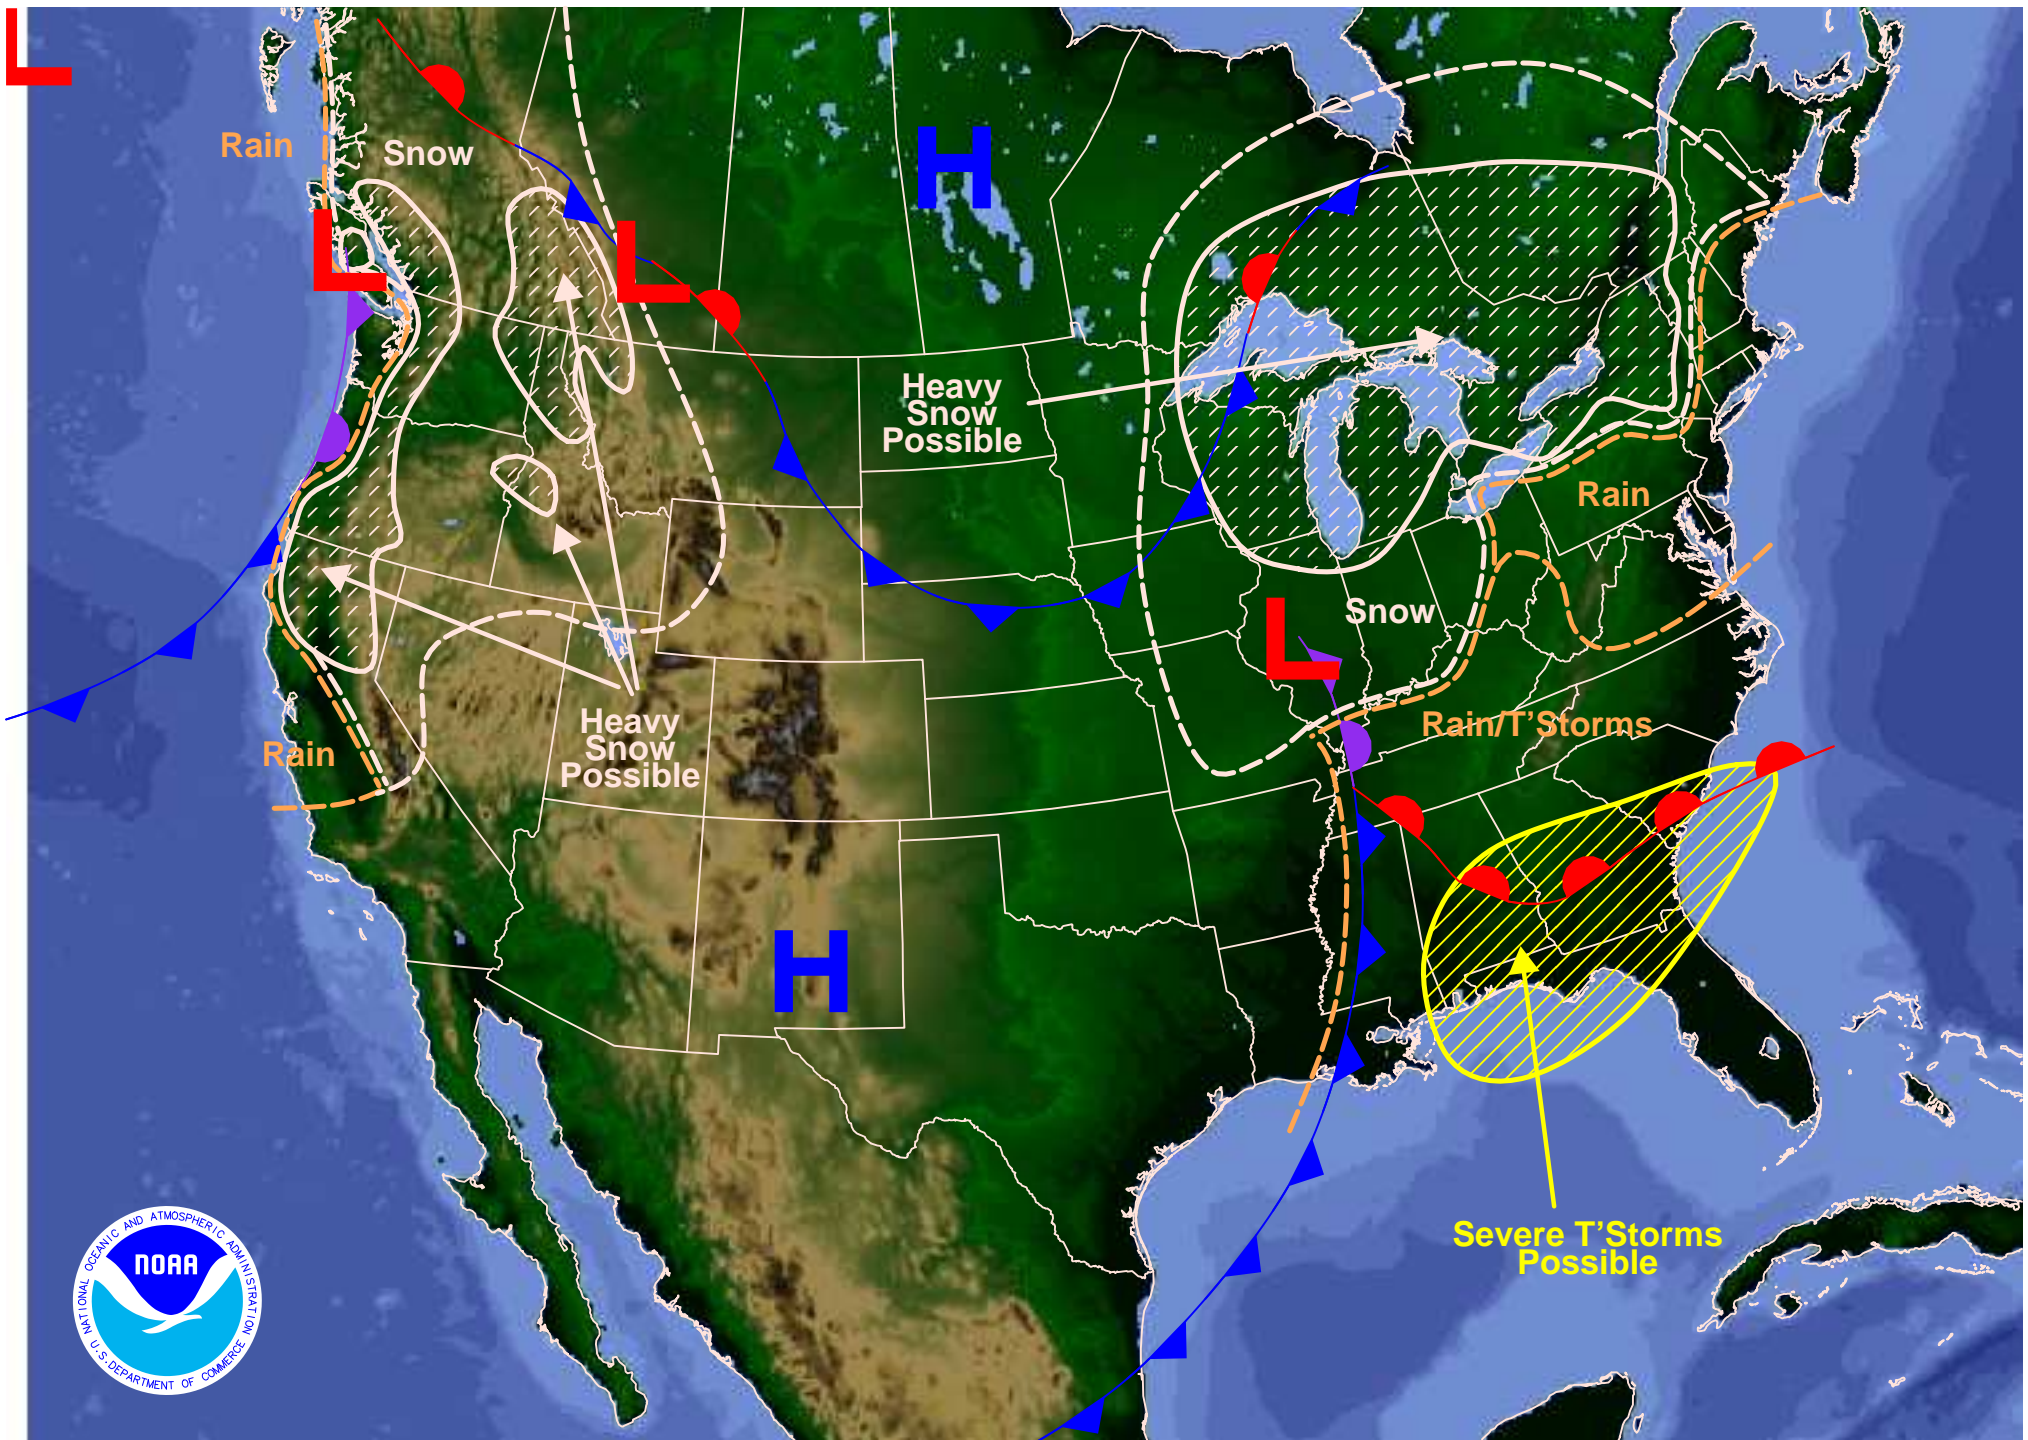 L
Rain
Snow
H
L
L
Heavy
Snow
Possible
Rain
Snow
L
Rain/T'Storms
Heavy
Snow
Possible
Rain
H
Severe T'Storms
Possible
NATIONAL OCEANIC AND ATMOSPHERIC ADMINISTRATION
NOAA
U.S. DEPARTMENT OF COMMERCE